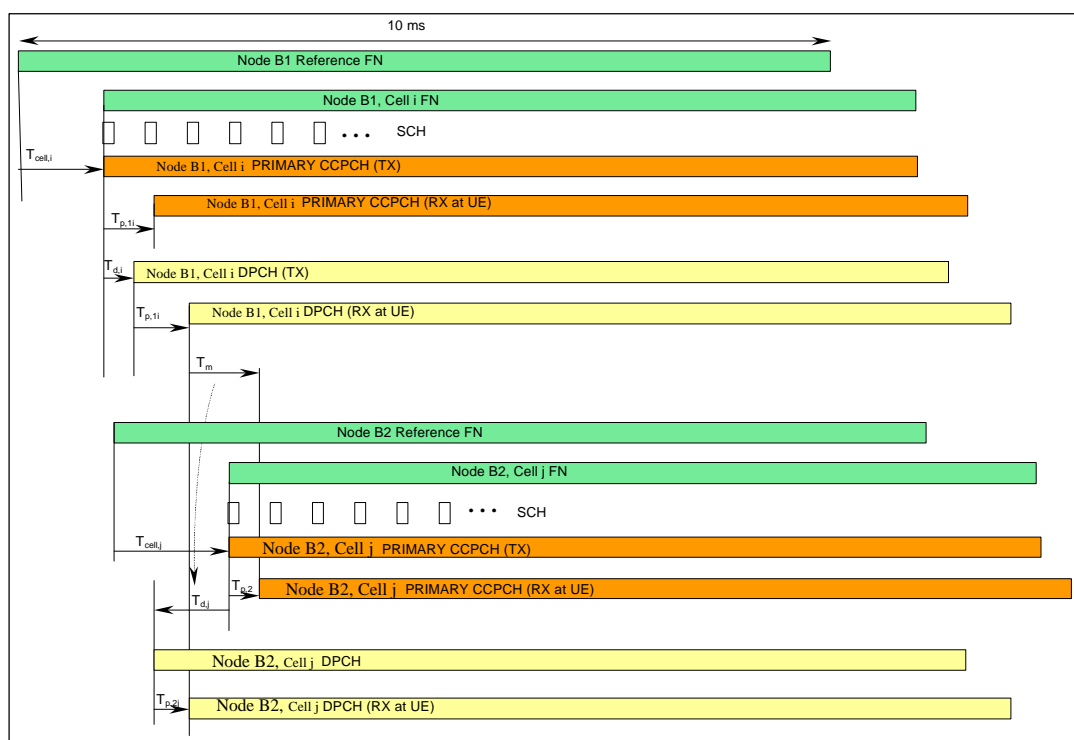 10 ms
Node B1 Reference FN
Node B1, Cell i FN
• • • SCH
T_cell,i
Node B1, Cell i PRIMARY CCPCH (TX)
Node B1, Cell i PRIMARY CCPCH (RX at UE)
T_p,1i
T_d,i
Node B1, Cell i DPCH (TX)
T_p,1i
Node B1, Cell i DPCH (RX at UE)
T_m
Node B2 Reference FN
Node B2, Cell j FN
• • • SCH
T_cell,j
Node B2, Cell j PRIMARY CCPCH (TX)
T_p,2
Node B2, Cell j PRIMARY CCPCH (RX at UE)
T_d,j
Node B2, Cell j DPCH
T_p,2j
Node B2, Cell j DPCH (RX at UE)